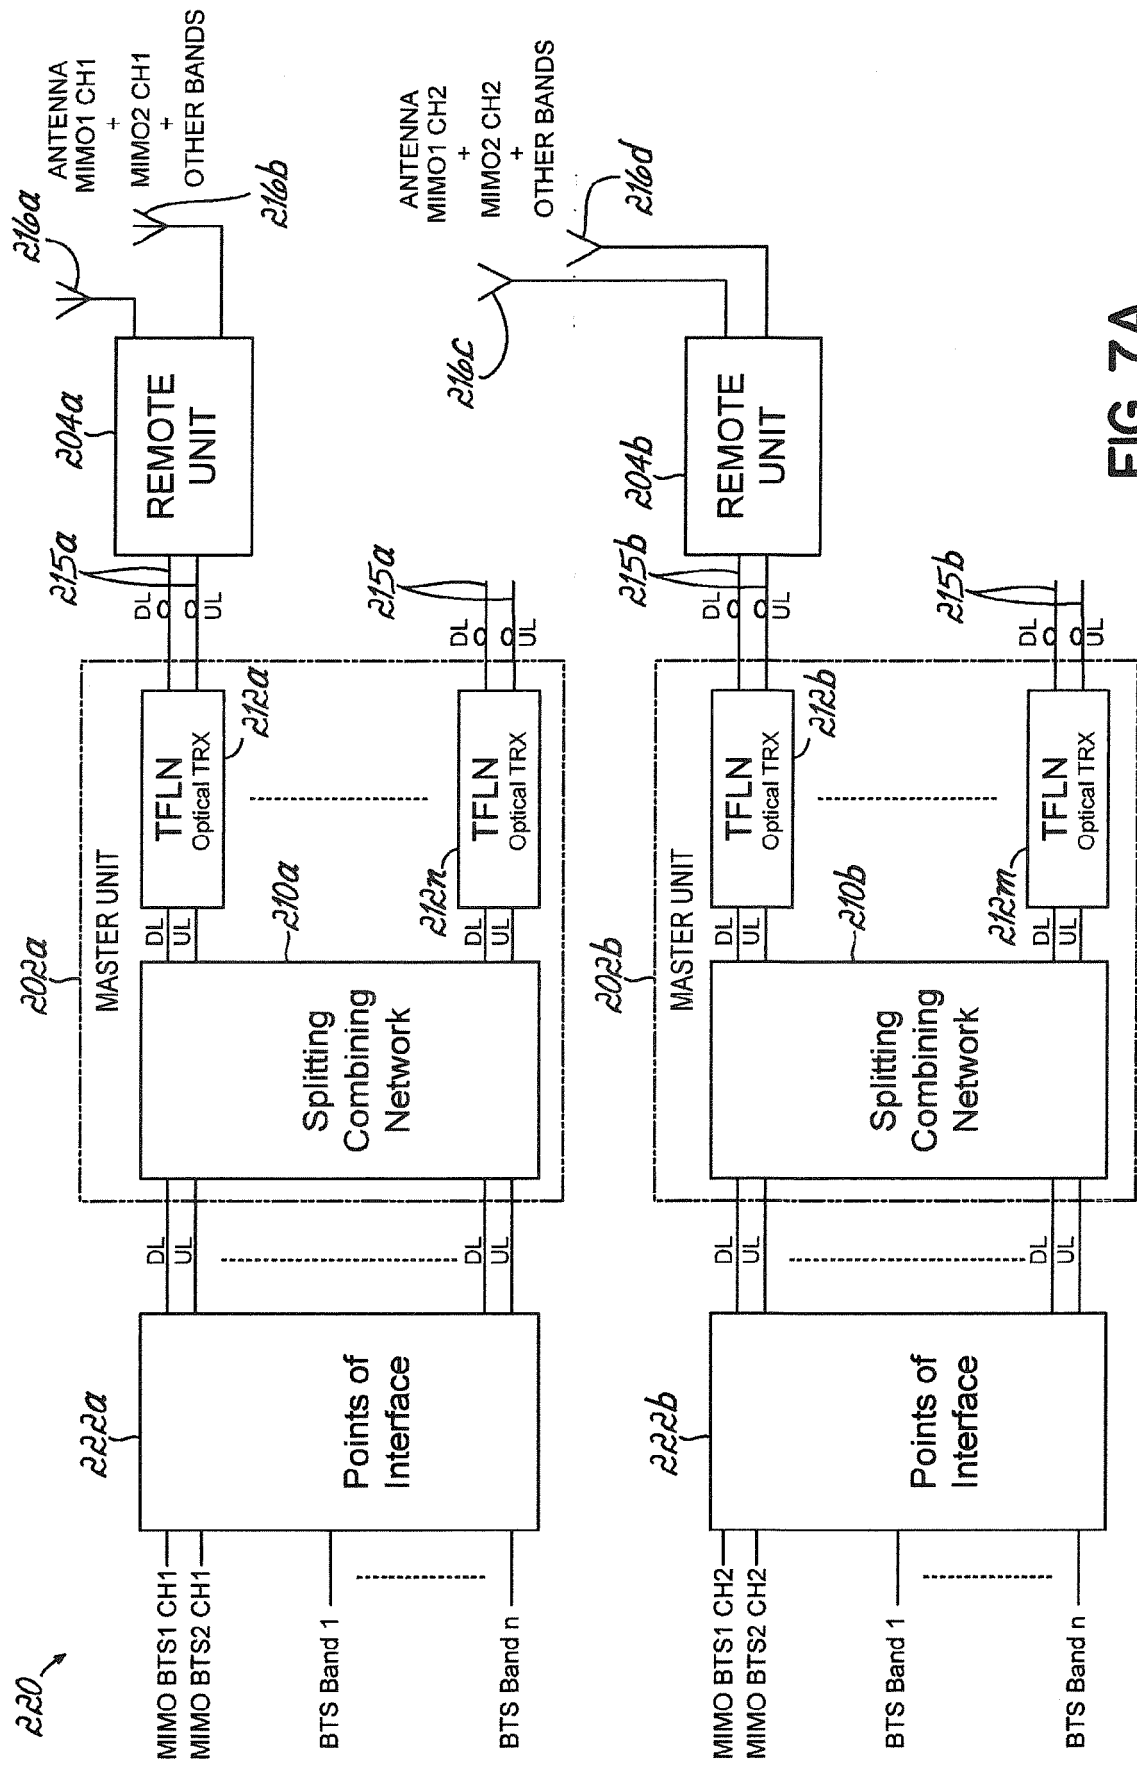 220
MIMO BTS1 CH1
MIMO BTS2 CH1
BTS Band 1
BTS Band n
222a
Points of
Interface
DL
UL
DL
UL
202a
MASTER UNIT
Splitting
Combining
Network
210a
DL
UL
DL
UL
TFLN
Optical TRX
212a
212n
TFLN
Optical TRX
DL
UL
215a
DL
UL
215a
204a
REMOTE
UNIT
216a
216b
ANTENNA
MIMO1 CH1
+
MIMO2 CH1
+
OTHER BANDS
MIMO BTS1 CH2
MIMO BTS2 CH2
BTS Band 1
BTS Band n
222b
Points of
Interface
DL
UL
DL
UL
202b
MASTER UNIT
Splitting
Combining
Network
210b
DL
UL
DL
UL
TFLN
Optical TRX
212b
212m
TFLN
Optical TRX
DL
UL
215b
DL
UL
215b
204b
REMOTE
UNIT
216c
216d
ANTENNA
MIMO1 CH2
+
MIMO2 CH2
+
OTHER BANDS
FIG. 7A